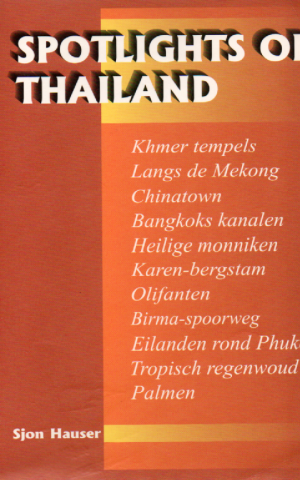 SPOTLIGHTS O
THAILAND
Khmer tempels
Langs de Mekong
Chinatown
Bangkoks kanalen
Heilige monniken
Karen-bergstam
Olifanten
Birma-spoorweg
Eilanden rond Phuk
Tropisch regenwoud
Palmen
Sjon Hauser